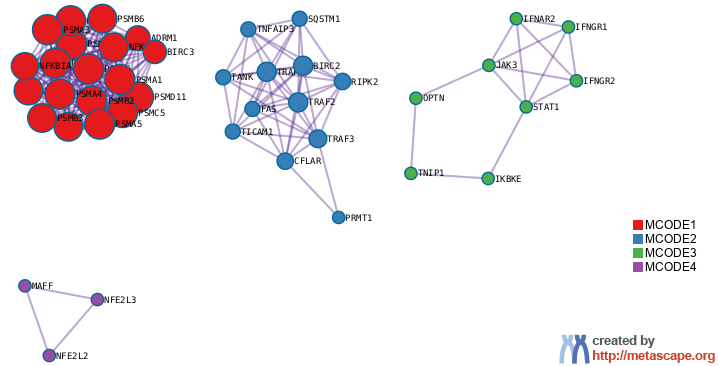 PSMB6
PSMA3
ADRM1
BIRC3
NFKBIA
PSMA1
PSMA4
PSMB2
PSMD11
PSMC5
PSMB3
PSMA5
SQSTM1
TNFAIP3
BIRC2
TANK
RIPK2
TRAF2
FAS
TICAM1
TRAF3
CFLAR
PRMT1
IFNAR2
IFNGR1
JAK3
IFNGR2
OPTN
STAT1
TNIP1
IKBKE
MCODE1
MCODE2
MCODE3
MCODE4
MAFF
NFE2L3
NFE2L2
created by
http://metascape.org